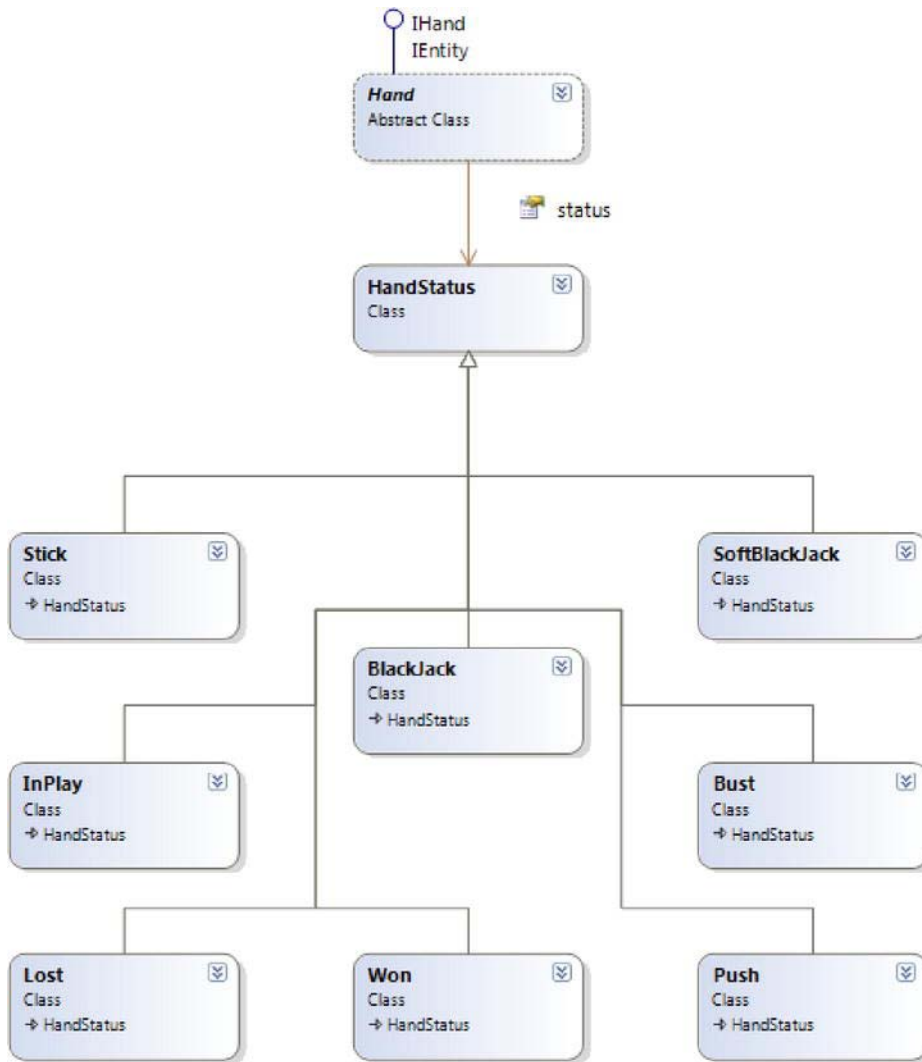 IHand
IEntity
Hand
Abstract Class
status
HandStatus
Class
Stick
Class
HandStatus
SoftBlackJack
Class
HandStatus
BlackJack
Class
HandStatus
InPlay
Class
HandStatus
Bust
Class
HandStatus
Lost
Class
HandStatus
Won
Class
HandStatus
Push
Class
HandStatus